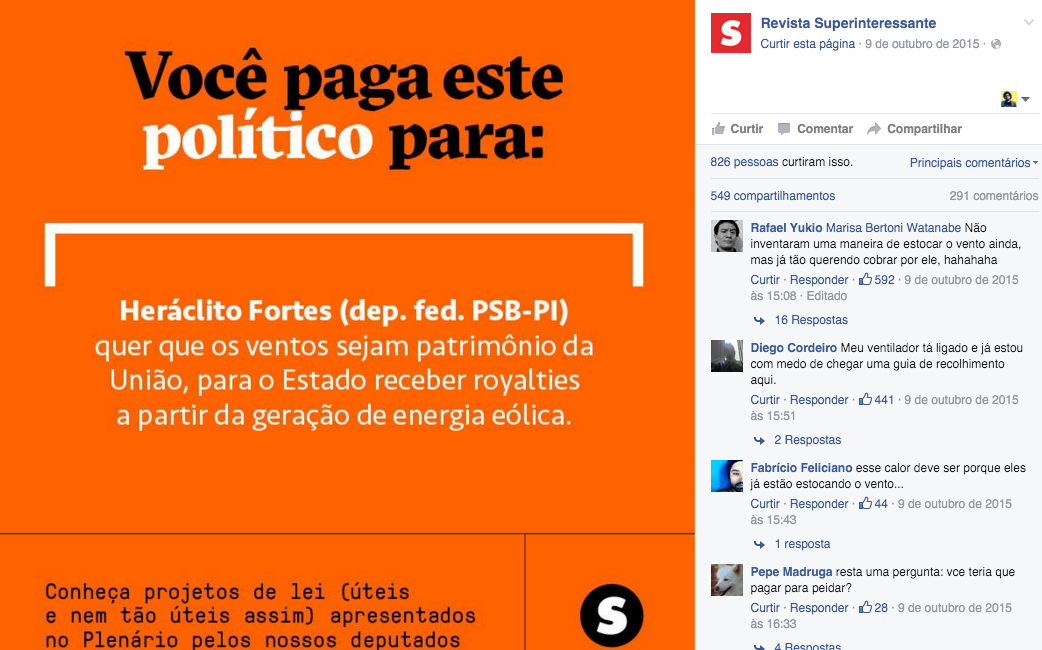 Você paga este
político para:
Heráclito Fortes (dep. fed. PSB-PI)
quer que os ventos sejam patrimônio da
União, para o Estado receber royalties
a partir da geração de energia eólica.
Conheça projetos de lei (úteis
e nem tão úteis assim) apresentados
no Plenário pelos nossos deputados
S
S
Revista Superinteressante
Curtir esta página · 9 de outubro de 2015 ·
Curtir Comentar Compartilhar
826 pessoas curtiram isso. Principais comentários
549 compartilhamentos 291 comentários
Rafael Yukio Marisa Bertoni Watanabe Não
inventaram uma maneira de estocar o vento ainda,
mas já tão querendo cobrar por ele, hahahaha
Curtir · Responder · 592 · 9 de outubro de 2015
às 15:08 · Editado
16 Respostas
Diego Cordeiro Meu ventilador tá ligado e já estou
com medo de chegar uma guia de recolhimento
aqui.
Curtir · Responder · 441 · 9 de outubro de 2015
às 15:51
2 Respostas
Fabrício Feliciano esse calor deve ser porque eles
já estão estocando o vento...
Curtir · Responder · 44 · 9 de outubro de 2015
às 15:43
1 resposta
Pepe Madruga resta uma pergunta: vce teria que
pagar para peidar?
Curtir · Responder · 28 · 9 de outubro de 2015
às 16:33
4 Respostas